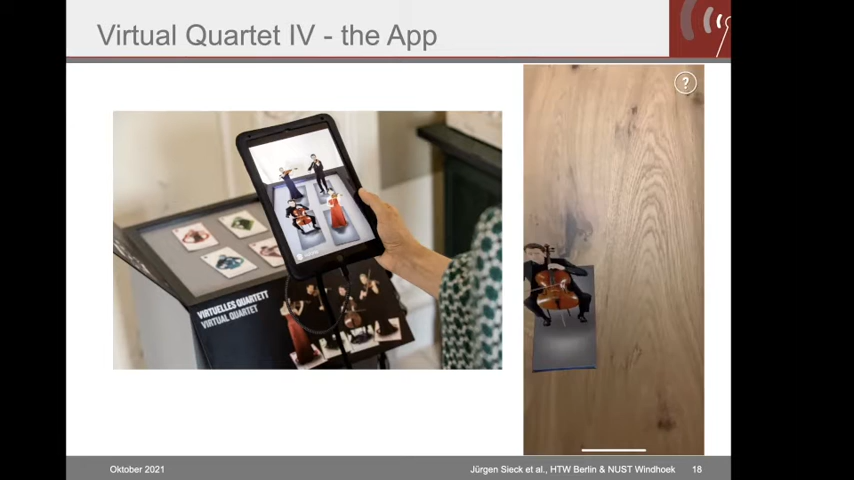 Virtual Quartet IV - the App
?
VIRTUELLES QUARTETT
VIRTUAL QUARTET
Oktober 2021
Jürgen Sieck et al., HTW Berlin & NUST Windhoek
18